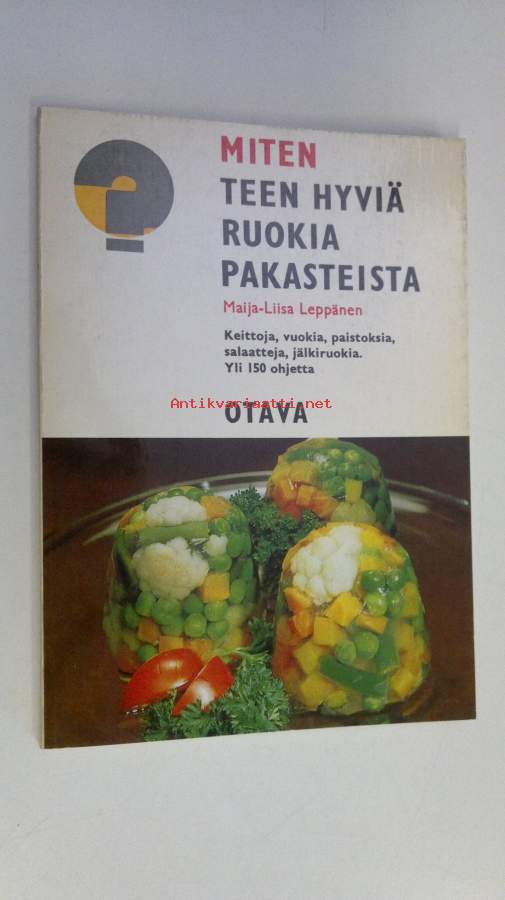 MITEN
TEEN HYVIÄ
RUOKIA
PAKASTEISTA
Maija-Liisa Leppänen
Keittoja, vuokia, paistoksia,
salaatteja, jälkiruokia.
Yli 150 ohjetta
Antikvariaatti.net
OTAVA